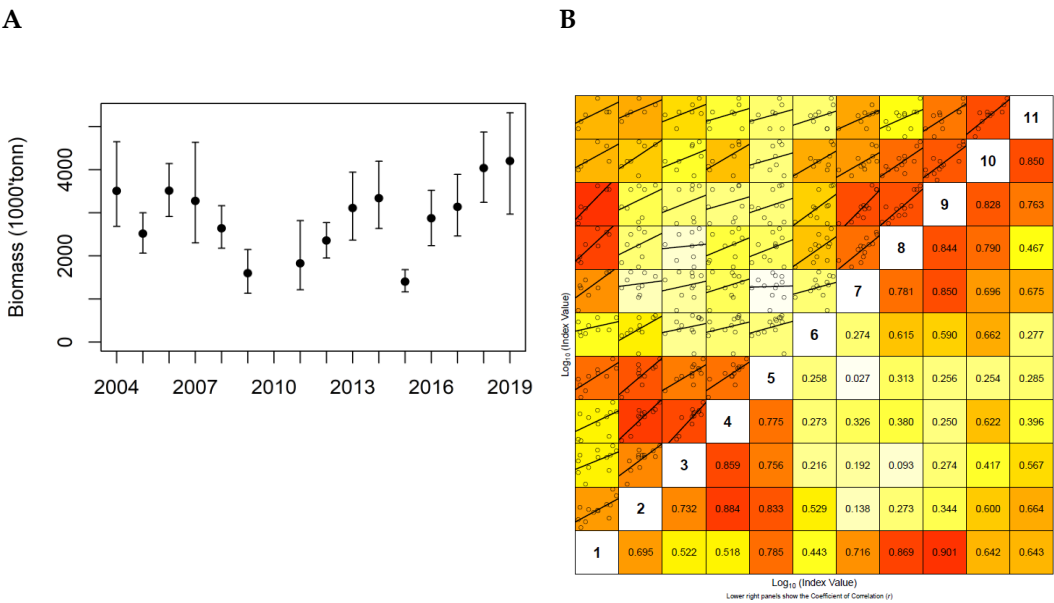 A
B
Biomass (1000'tonn)
4000
2000
0
2004 2007 2010 2013 2016 2019
Log10 (Index Value)
11
10 0.850
9 0.828 0.763
8 0.844 0.790 0.467
7 0.781 0.850 0.696 0.675
6 0.274 0.615 0.590 0.662 0.277
5 0.258 0.027 0.313 0.256 0.254 0.285
4 0.775 0.273 0.326 0.380 0.250 0.622 0.396
3 0.859 0.756 0.216 0.192 0.093 0.274 0.417 0.567
2 0.732 0.884 0.833 0.529 0.138 0.273 0.344 0.600 0.664
1 0.695 0.522 0.518 0.785 0.443 0.716 0.869 0.901 0.642 0.643
Log10 (Index Value)
Lower right panels show the Coefficient of Correlation (r)